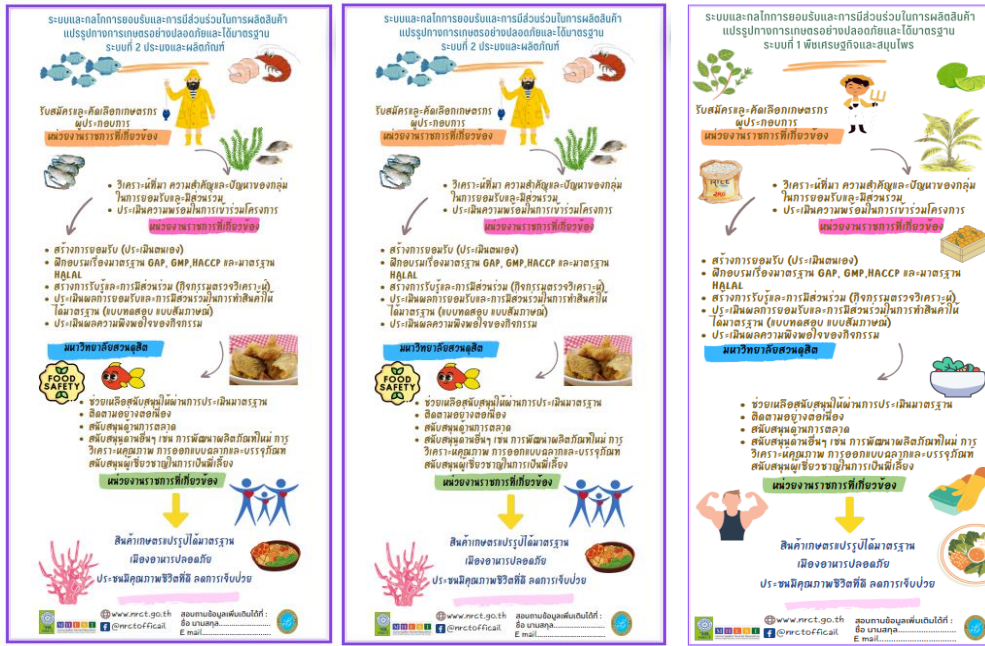 ระบบและกลไกการยอมรับและการมีส่วนร่วมในการผลิตสินค้า
แปรรูปทางการเกษตรอย่างปลอดภัยและได้มาตรฐาน
ระบบที่ 2 ประมงและผลิตภัณฑ์
รับสมัครและคัดเลือกเกษตรกร
ผู้ประกอบการ
หน่วยงานราชการที่เกี่ยวข้อง
• วิเคราะห์ที่มา ความสำคัญและปัญหาของกลุ่ม
ในการยอมรับและมีส่วนร่วม
• ประเมินความพร้อมในการเข้าร่วมโครงการ
หน่วยงานราชการที่เกี่ยวข้อง
• สร้างการยอมรับ (ประเมินตนเอง)
• ฝึกอบรมเรื่องมาตรฐาน GAP, GMP,HACCP และมาตรฐาน
HALAL
• สร้างการรับรู้และการมีส่วนร่วม (กิจกรรมตรวจวิเคราะห์)
• ประเมินผลการยอมรับและการมีส่วนร่วมในการทำสินค้าให้
ได้มาตรฐาน (แบบทดสอบ แบบสัมภาษณ์)
• ประเมินผลความพึงพอใจของกิจกรรม
มหาวิทยาลัยสวนดุสิต
FOOD
SAFETY
• ช่วยเหลือสนับสนุนให้ผ่านการประเมินมาตรฐาน
• ติดตามอย่างต่อเนื่อง
• สนับสนุนด้านการตลาด
• สนับสนุนด้านอื่นๆ เช่น การพัฒนาผลิตภัณฑ์ใหม่ การ
วิเคราะห์คุณภาพ การออกแบบฉลากและบรรจุภัณฑ์
สนับสนุนผู้เชี่ยวชาญในการเป็นพี่เลี้ยง
หน่วยงานราชการที่เกี่ยวข้อง
สินค้าเกษตรแปรรูปได้มาตรฐาน
เมืองอาหารปลอดภัย
ประชนมีคุณภาพชีวิตที่ดี ลดการเจ็บป่วย
www.nrct.go.th
@nrctofficail
สอบถามข้อมูลเพิ่มเติมได้ที่ :
ชื่อ นามสกุล
E mail
ระบบและกลไกการยอมรับและการมีส่วนร่วมในการผลิตสินค้า
แปรรูปทางการเกษตรอย่างปลอดภัยและได้มาตรฐาน
ระบบที่ 2 ประมงและผลิตภัณฑ์
รับสมัครและคัดเลือกเกษตรกร
ผู้ประกอบการ
หน่วยงานราชการที่เกี่ยวข้อง
• วิเคราะห์ที่มา ความสำคัญและปัญหาของกลุ่ม
ในการยอมรับและมีส่วนร่วม
• ประเมินความพร้อมในการเข้าร่วมโครงการ
หน่วยงานราชการที่เกี่ยวข้อง
• สร้างการยอมรับ (ประเมินตนเอง)
• ฝึกอบรมเรื่องมาตรฐาน GAP, GMP,HACCP และมาตรฐาน
HALAL
• สร้างการรับรู้และการมีส่วนร่วม (กิจกรรมตรวจวิเคราะห์)
• ประเมินผลการยอมรับและการมีส่วนร่วมในการทำสินค้าให้
ได้มาตรฐาน (แบบทดสอบ แบบสัมภาษณ์)
• ประเมินผลความพึงพอใจของกิจกรรม
มหาวิทยาลัยสวนดุสิต
FOOD
SAFETY
• ช่วยเหลือสนับสนุนให้ผ่านการประเมินมาตรฐาน
• ติดตามอย่างต่อเนื่อง
• สนับสนุนด้านการตลาด
• สนับสนุนด้านอื่นๆ เช่น การพัฒนาผลิตภัณฑ์ใหม่ การ
วิเคราะห์คุณภาพ การออกแบบฉลากและบรรจุภัณฑ์
สนับสนุนผู้เชี่ยวชาญในการเป็นพี่เลี้ยง
หน่วยงานราชการที่เกี่ยวข้อง
สินค้าเกษตรแปรรูปได้มาตรฐาน
เมืองอาหารปลอดภัย
ประชนมีคุณภาพชีวิตที่ดี ลดการเจ็บป่วย
www.nrct.go.th
@nrctofficail
สอบถามข้อมูลเพิ่มเติมได้ที่ :
ชื่อ นามสกุล
E mail
ระบบและกลไกการยอมรับและการมีส่วนร่วมในการผลิตสินค้า
แปรรูปทางการเกษตรอย่างปลอดภัยและได้มาตรฐาน
ระบบที่ 1 พืชเศรษฐกิจและสมุนไพร
รับสมัครและคัดเลือกเกษตรกร
ผู้ประกอบการ
หน่วยงานราชการที่เกี่ยวข้อง
RICE
• วิเคราะห์ที่มา ความสำคัญและปัญหาของกลุ่ม
ในการยอมรับและมีส่วนร่วม
• ประเมินความพร้อมในการเข้าร่วมโครงการ
หน่วยงานราชการที่เกี่ยวข้อง
• สร้างการยอมรับ (ประเมินตนเอง)
• ฝึกอบรมเรื่องมาตรฐาน GAP, GMP,HACCP และมาตรฐาน
HALAL
• สร้างการรับรู้และการมีส่วนร่วม (กิจกรรมตรวจวิเคราะห์)
• ประเมินผลการยอมรับและการมีส่วนร่วมในการทำสินค้าให้
ได้มาตรฐาน (แบบทดสอบ แบบสัมภาษณ์)
• ประเมินผลความพึงพอใจของกิจกรรม
มหาวิทยาลัยสวนดุสิต
• ช่วยเหลือสนับสนุนให้ผ่านการประเมินมาตรฐาน
• ติดตามอย่างต่อเนื่อง
• สนับสนุนด้านการตลาด
• สนับสนุนด้านอื่นๆ เช่น การพัฒนาผลิตภัณฑ์ใหม่ การ
วิเคราะห์คุณภาพ การออกแบบฉลากและบรรจุภัณฑ์
สนับสนุนผู้เชี่ยวชาญในการเป็นพี่เลี้ยง
หน่วยงานราชการที่เกี่ยวข้อง
สินค้าเกษตรแปรรูปได้มาตรฐาน
เมืองอาหารปลอดภัย
ประชนมีคุณภาพชีวิตที่ดี ลดการเจ็บป่วย
www.nrct.go.th
@nrctofficail
สอบถามข้อมูลเพิ่มเติมได้ที่ :
ชื่อ นามสกุล
E mail